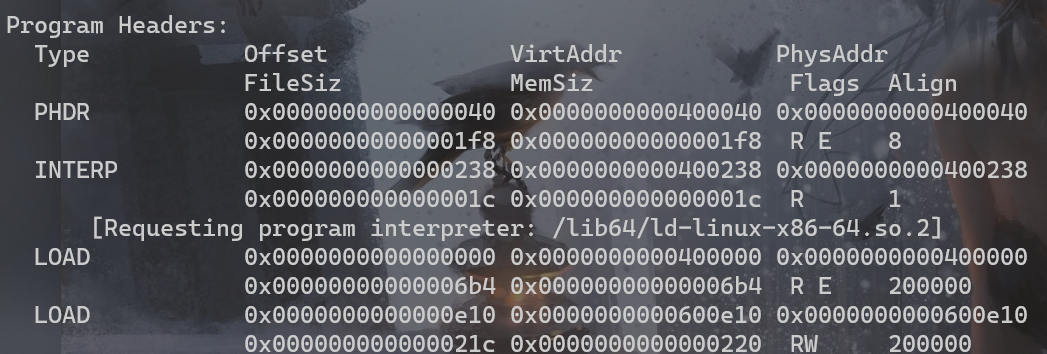 Program Headers:
Type Offset VirtAddr PhysAddr
FileSiz MemSiz Flags Align
PHDR 0x0000000000000040 0x0000000000400040 0x0000000000400040
0x00000000000001f8 0x00000000000001f8 R E 8
INTERP 0x0000000000000238 0x0000000000400238 0x0000000000400238
0x000000000000001c 0x000000000000001c R 1
[Requesting program interpreter: /lib64/ld-linux-x86-64.so.2]
LOAD 0x0000000000000000 0x0000000000400000 0x0000000000400000
0x00000000000006b4 0x00000000000006b4 R E 200000
LOAD 0x0000000000000e10 0x0000000000600e10 0x0000000000600e10
0x000000000000021c 0x0000000000000220 RW 200000